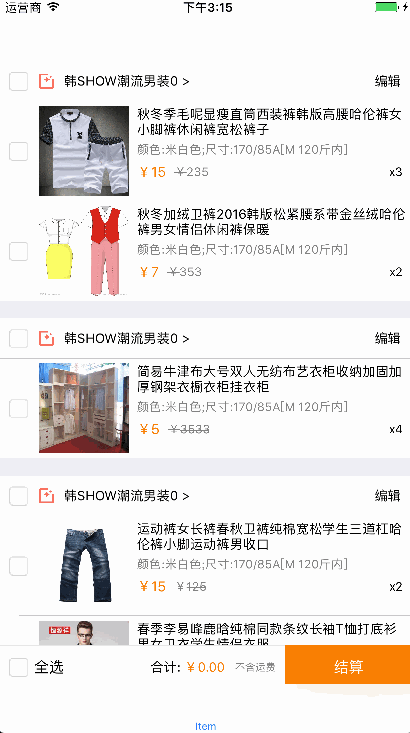 运营商
下午3:15
韩SHOW潮流男装0 >
编辑
秋冬季毛呢显瘦直筒西装裤韩版高腰哈伦裤女
小脚裤休闲裤宽松裤子
颜色:米白色;尺寸:170/85A[M 120斤内]
￥15 ￥235
x3
秋冬加绒卫裤2016韩版松紧腰系带金丝绒哈伦
裤男女情侣休闲裤保暖
颜色:米白色;尺寸:170/85A[M 120斤内]
￥7 ￥353
x2
韩SHOW潮流男装0 >
编辑
简易牛津布大号双人无纺布艺衣柜收纳加固加
厚钢架衣橱衣柜挂衣柜
颜色:米白色;尺寸:170/85A[M 120斤内]
￥5 ￥3533
x4
韩SHOW潮流男装0 >
编辑
运动裤女长裤春秋卫裤纯棉宽松学生三道杠哈
伦裤小脚运动裤男收口
颜色:米白色;尺寸:170/85A[M 120斤内]
￥15 ￥125
x2
春季李易峰鹿晗纯棉同款条纹长袖T恤打底衫
男女卫衣学生情侣衣服
全选
合计: ￥0.00 不含运费
结算
Item